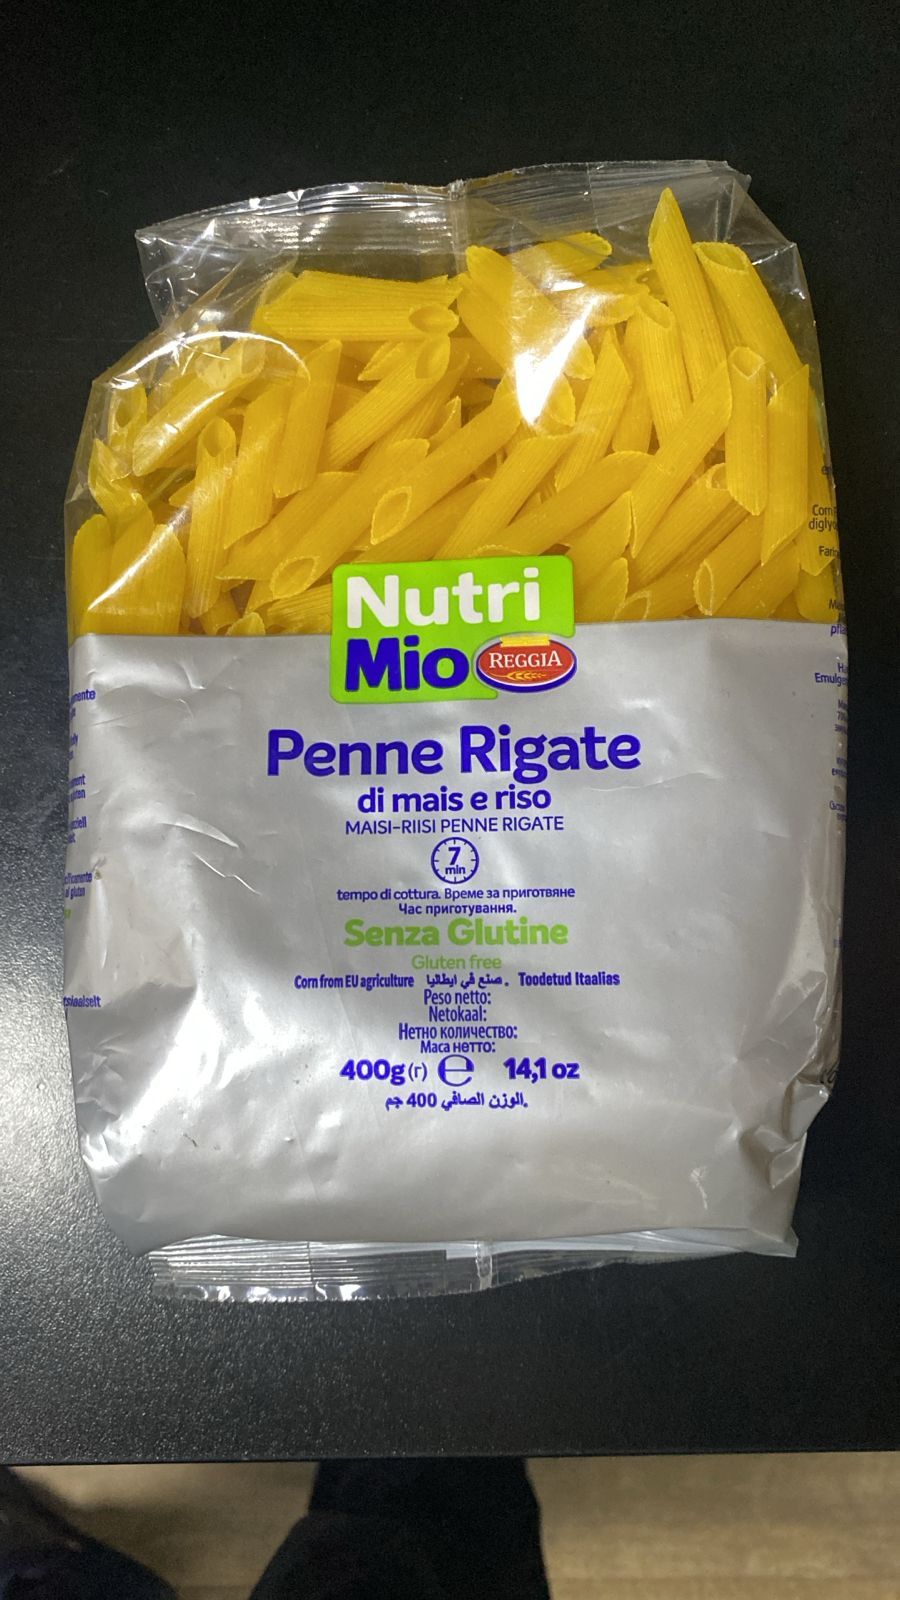 Nutri
Mio
REGGIA
Penne Rigate
di mais e riso
MAISI-RIISI PENNE RIGATE
7
min
tempo di cottura. Време за приготвяне
Час приготування.
Senza Glutine
Gluten free
Corn from EU agriculture صنع في ايطاليا. Toodetud Itaalias
Peso netto:
Netokaal:
Нетно количество:
Маса нетто:
400g(г) e 14,1 oz
الوزن الصافي 400 جم.